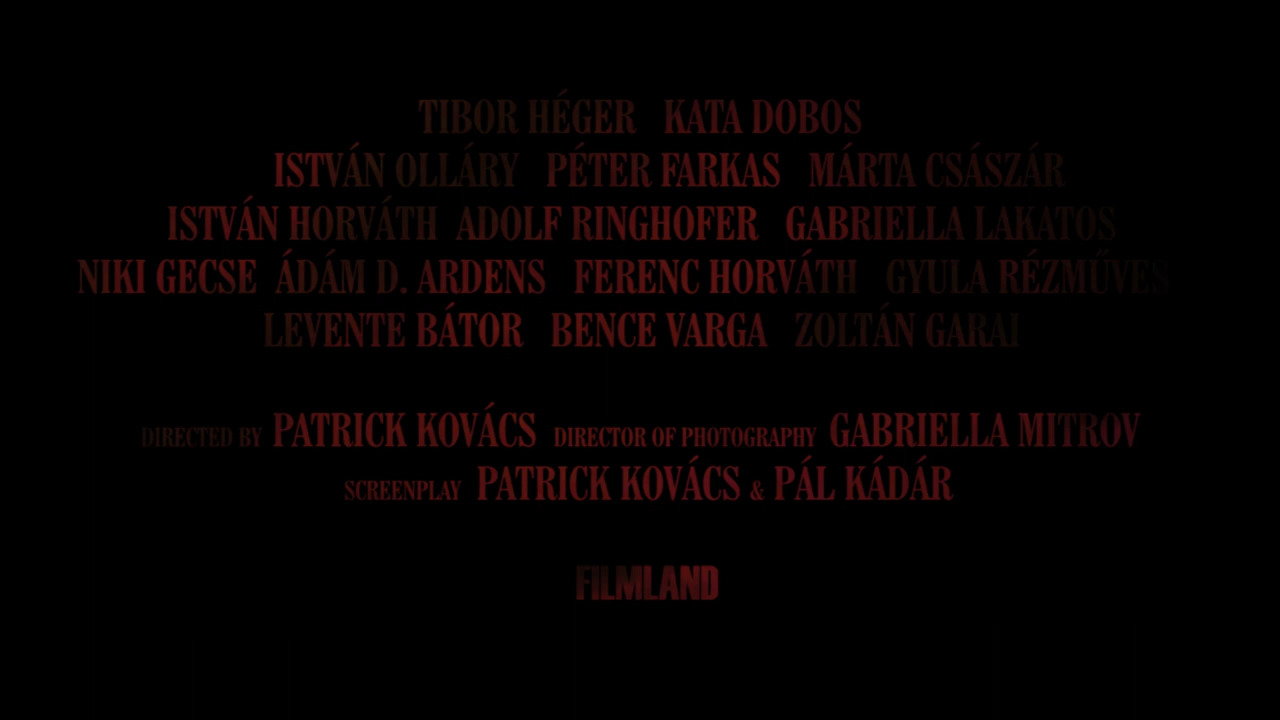 TIBOR HÉGER KATA DOBOS
ISTVÁN OLLÁRY PÉTER FARKAS MÁRTA CSÁSZÁR
ISTVÁN HORVÁTH ADOLF RINGHOFER GABRIELLA LAKATOS
NIKI GECSE ÁDÁM D. ARDENS FERENC HORVÁTH GYULA RÉZMŰVES
LEVENTE BÁTOR BENCE VARGA ZOLTÁN GARAI
DIRECTED BY PATRICK KOVÁCS DIRECTOR OF PHOTOGRAPHY GABRIELLA MITROV
SCREENPLAY PATRICK KOVÁCS & PÁL KÁDÁR
FILMLAND